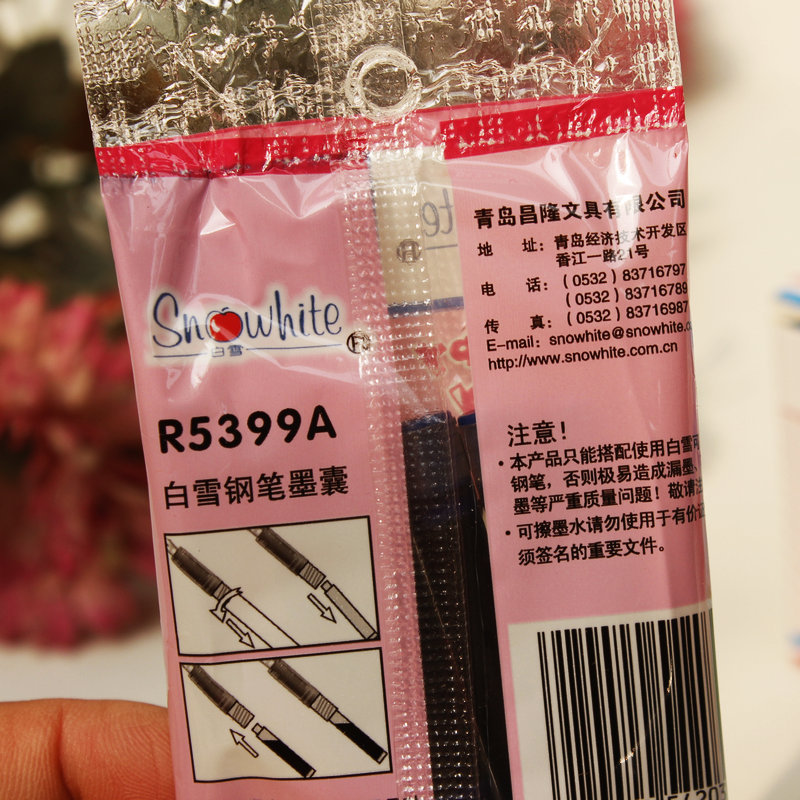 Snowhite
白雪
R
R5399A
白雪钢笔墨囊
青岛昌隆文具有限公司
地 址：青岛经济技术开发区
香江一路21号
电 话：(0532) 83716797
(0532) 83716789
传 真：(0532) 83716987
E-mail: snowhite@snowhite.c
http://www.snowhite.com.cn
注意！
·本产品只能搭配使用白雪可
钢笔，否则极易造成漏墨、
墨等严重质量问题！敬请注
·可擦墨水请勿使用于有价证
须签名的重要文件。